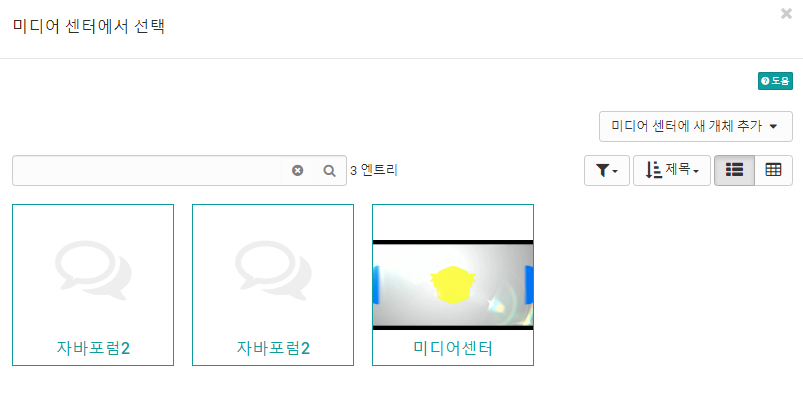 미디어 센터에서 선택
도움
미디어 센터에 새 개체 추가
3 엔트리
제목
자바포럼2
자바포럼2
미디어센터